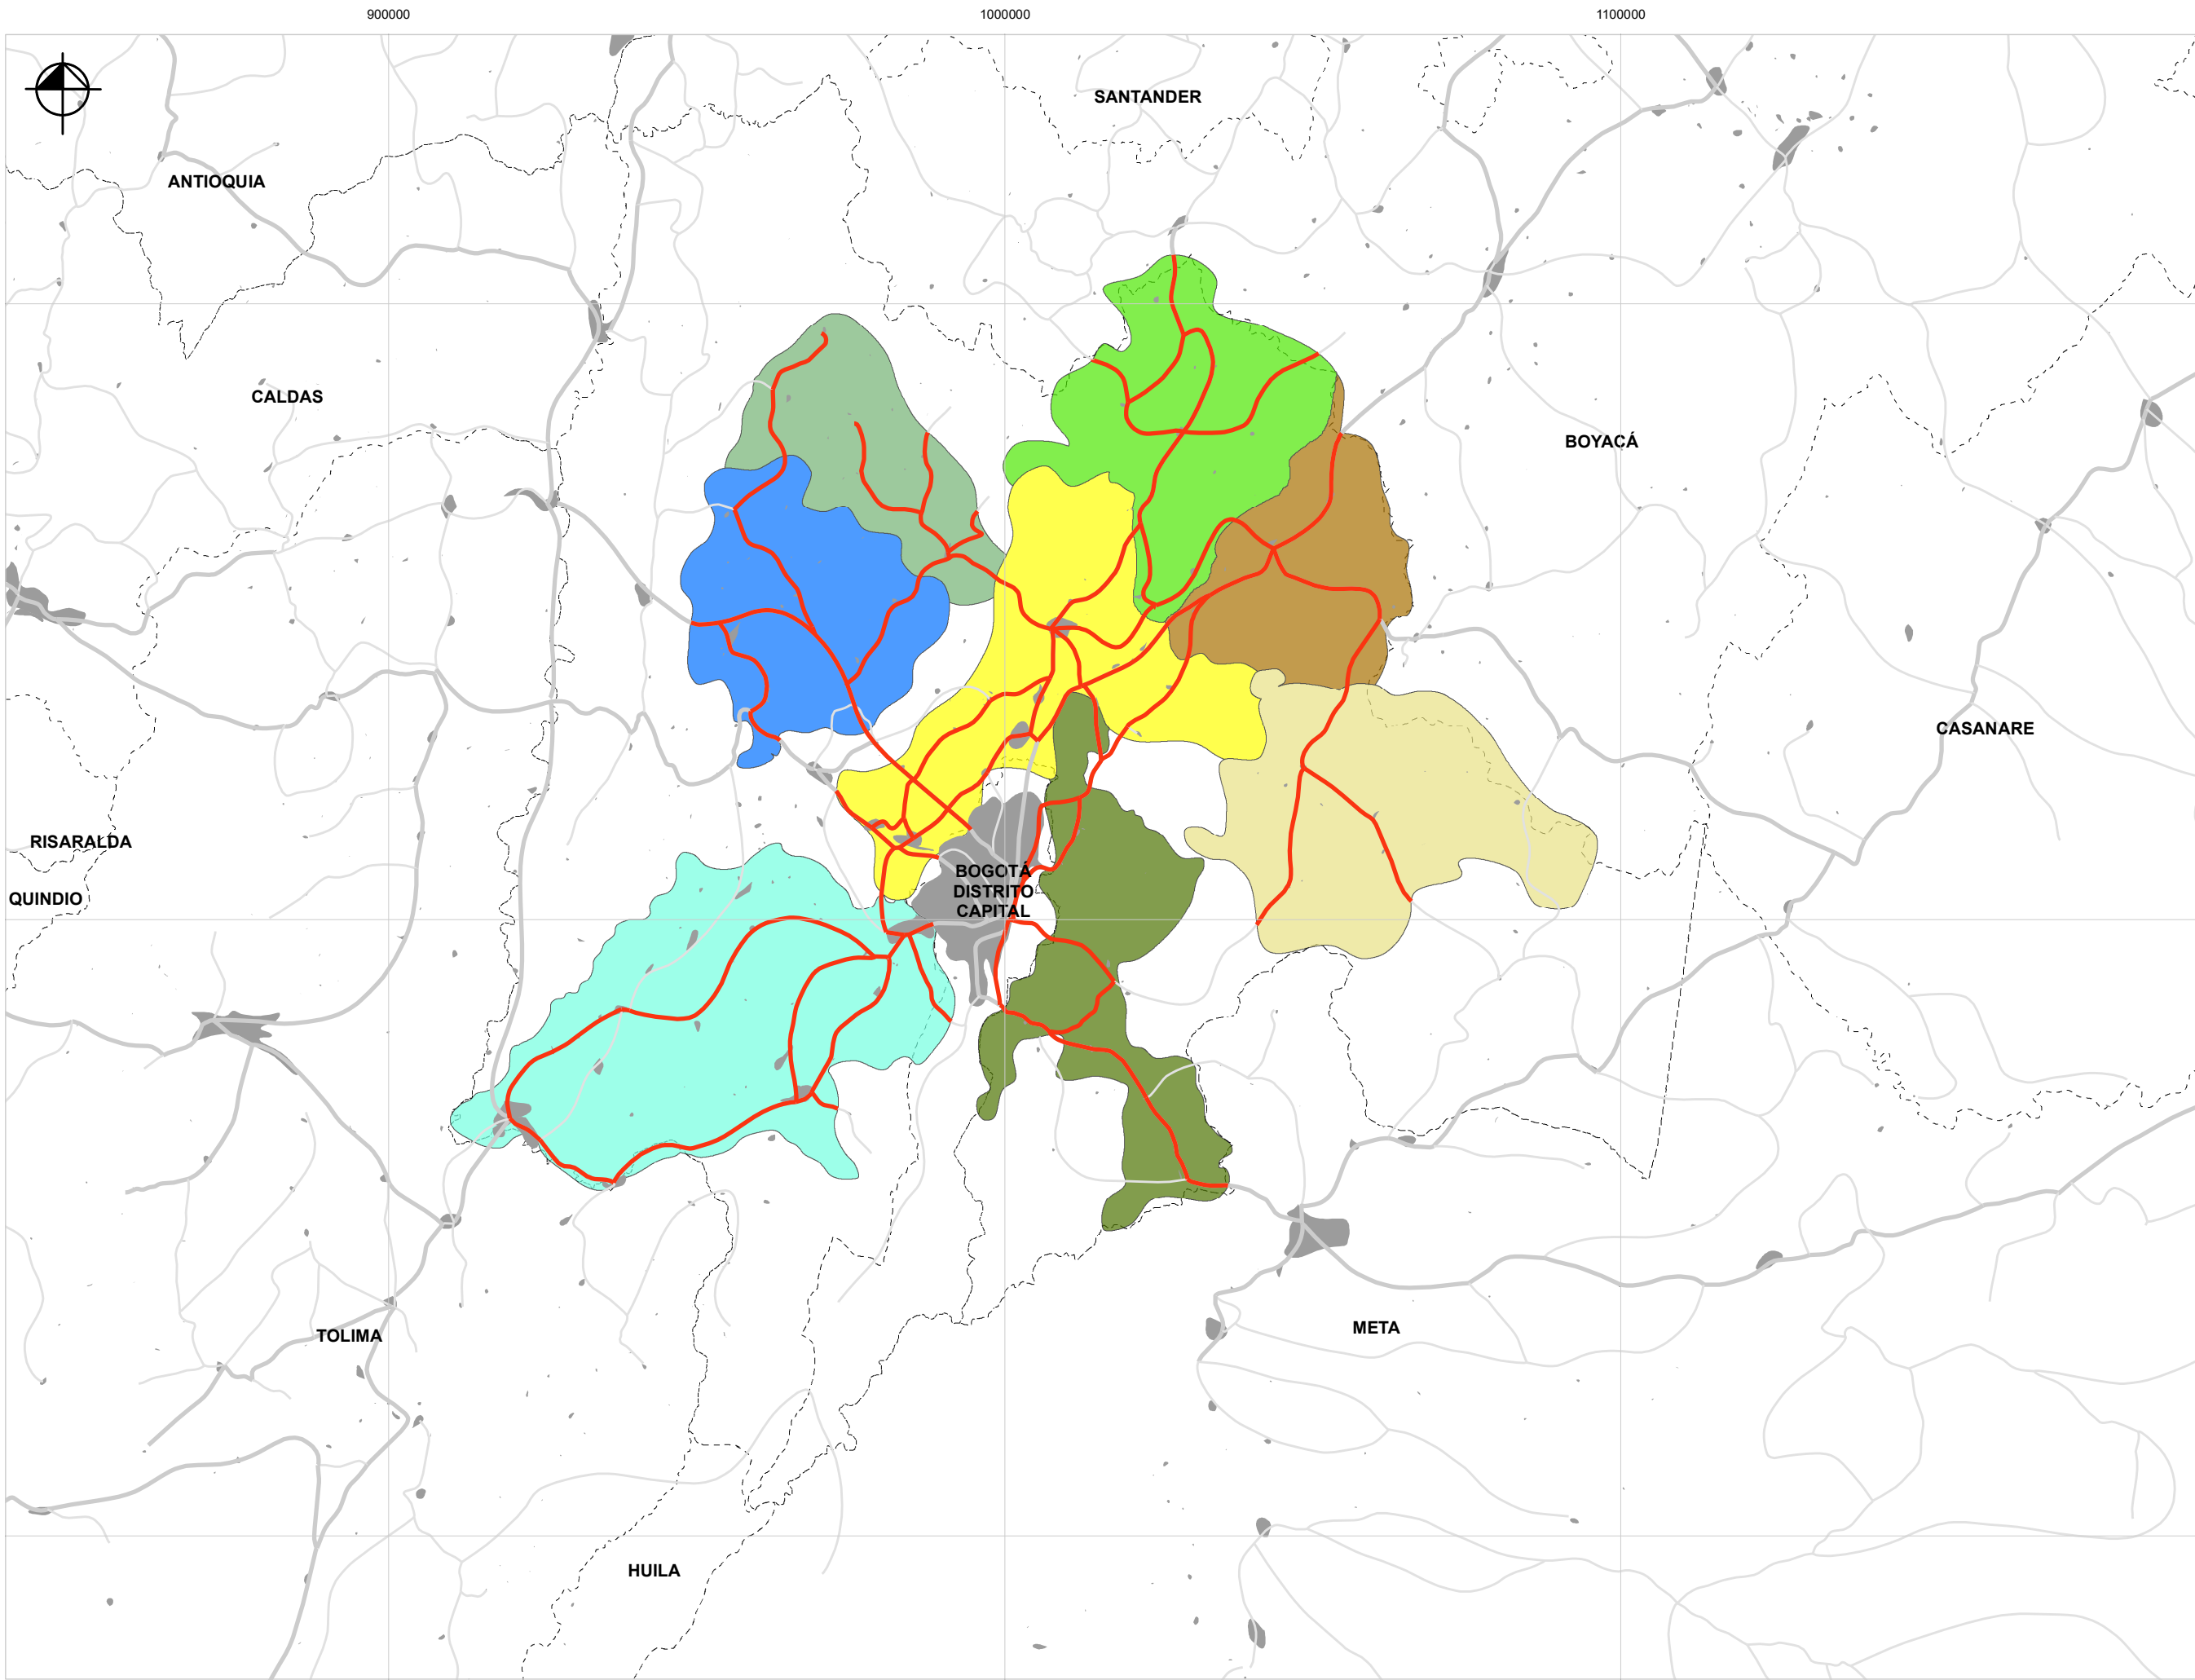 900000
1000000
1100000
SANTANDER
ANTIOQUIA
CALDAS
BOYACÁ
CASANARE
RISARALDA
BOGOTÁ
DISTRITO
CAPITAL
QUINDIO
TOLIMA
META
HUILA